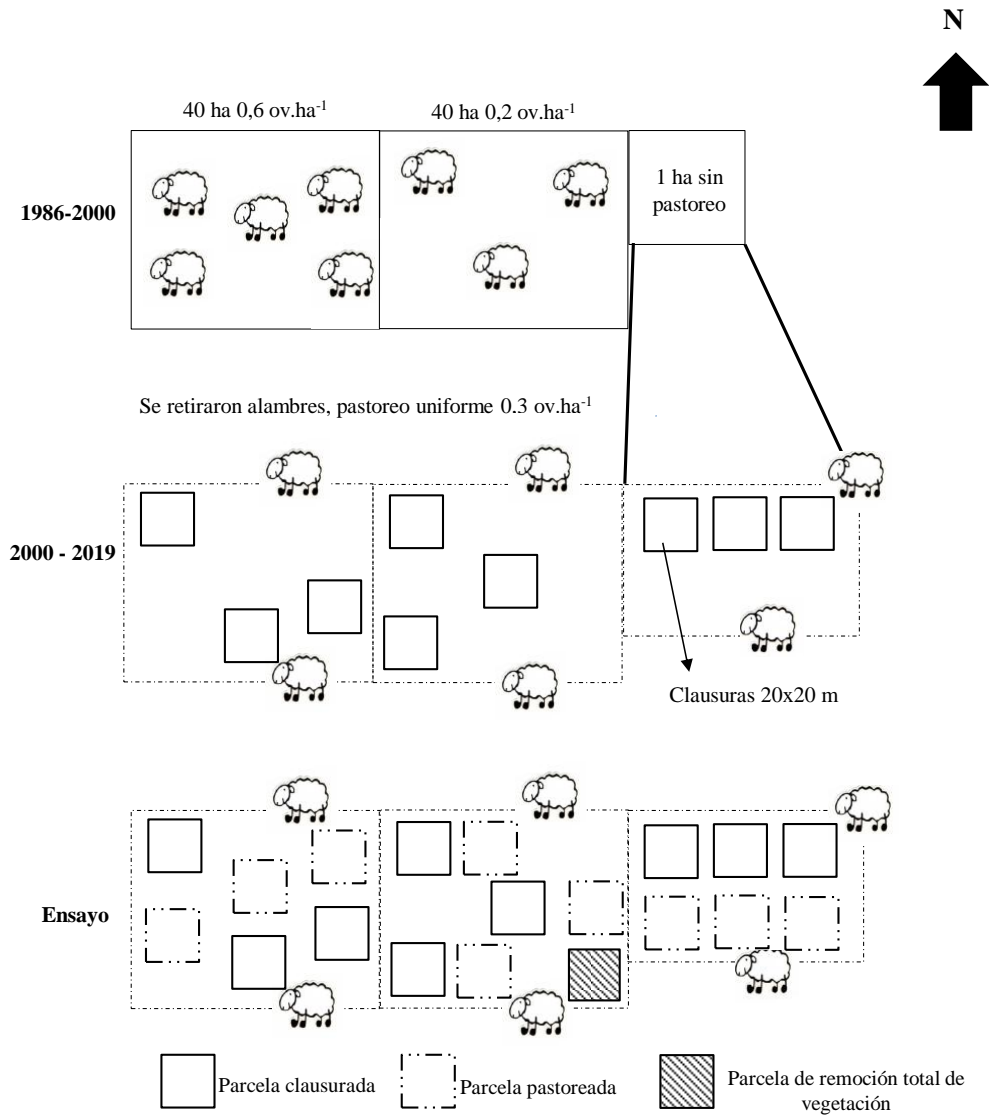 N
40 ha 0,6 ov.ha⁻¹
40 ha 0,2 ov.ha⁻¹
1986-2000
1 ha sin
pastoreo
Se retiraron alambres, pastoreo uniforme 0.3 ov.ha⁻¹
2000 - 2019
Clausuras 20x20 m
Ensayo
Parcela clausurada
Parcela pastoreada
Parcela de remoción total de
vegetación